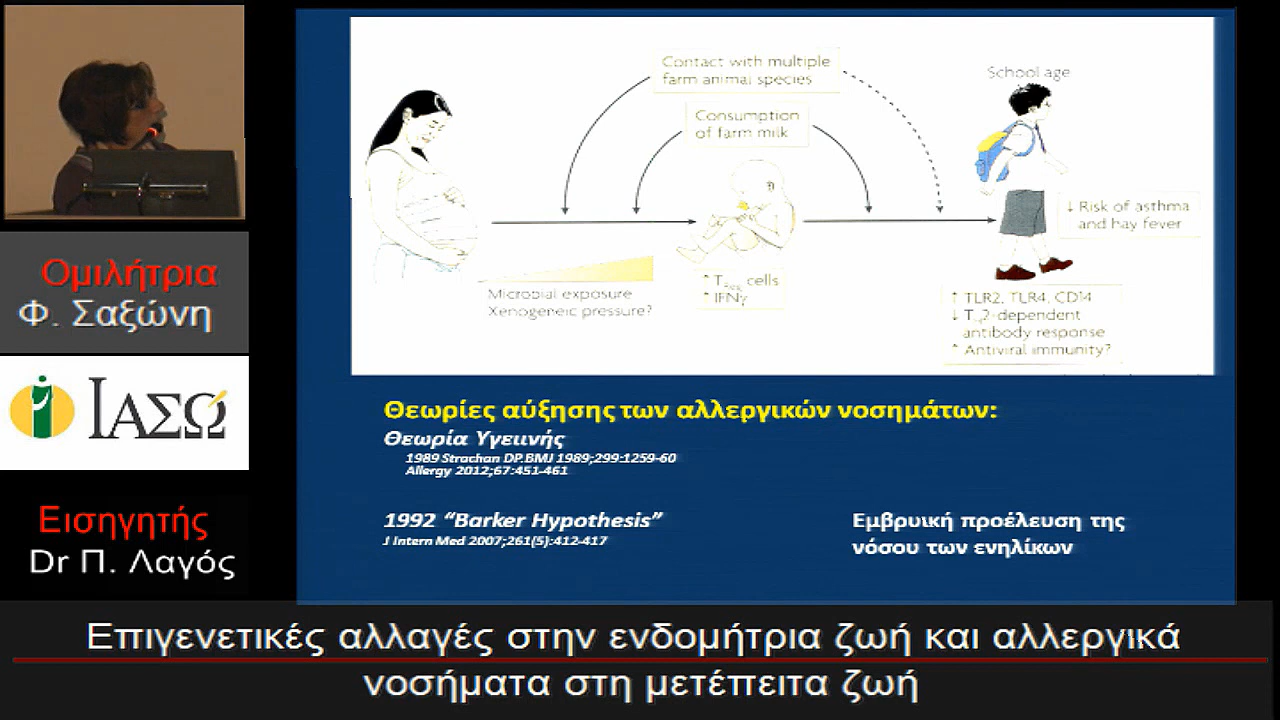 Ομιλήτρια
Φ. Σαξώνη
ΙΑΣΩ
Εισηγητής
Dr Π. Λαγός
Contact with multiple
farm animal species
Consumption
of farm milk
School age
↓ Risk of asthma
and hay fever
Microbial exposure
Xenogeneic pressure?
cells
↑ IFNγ
↑ TLR2, TLR4, CD14
↓ TH2-dependent
antibody response
↑ Antiviral immunity?
Θεωρίες αύξησης των αλλεργικών νοσημάτων:
Θεωρία Υγειινής
1989 Strachan DP.BMJ 1989;299:1259-60
Allergy 2012;67:451-461
1992 “Barker Hypothesis”
J Intern Med 2007;261(5):412-417
Εμβρυική προέλευση της
νόσου των ενηλίκων
Επιγενετικές αλλαγές στην ενδομήτρια ζωή και αλλεργικά
νοσήματα στη μετέπειτα ζωή